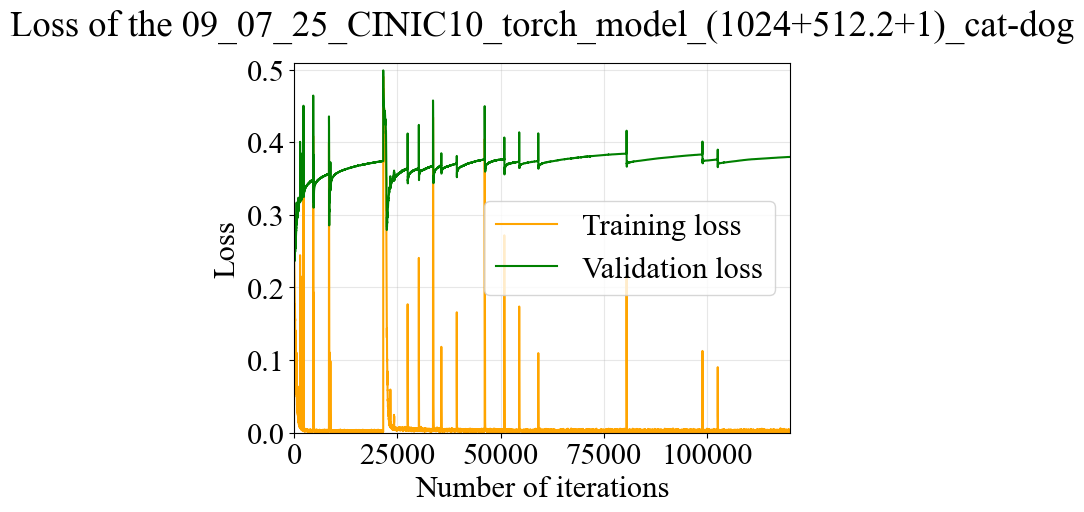 Loss of the 09_07_25_CINIC10_torch_model_(1024+512.2+1)_cat-dog
0.5
0.4
0.3
0.2
0.1
0.0
Loss
Training loss
Validation loss
0 25000 50000 75000 100000
Number of iterations